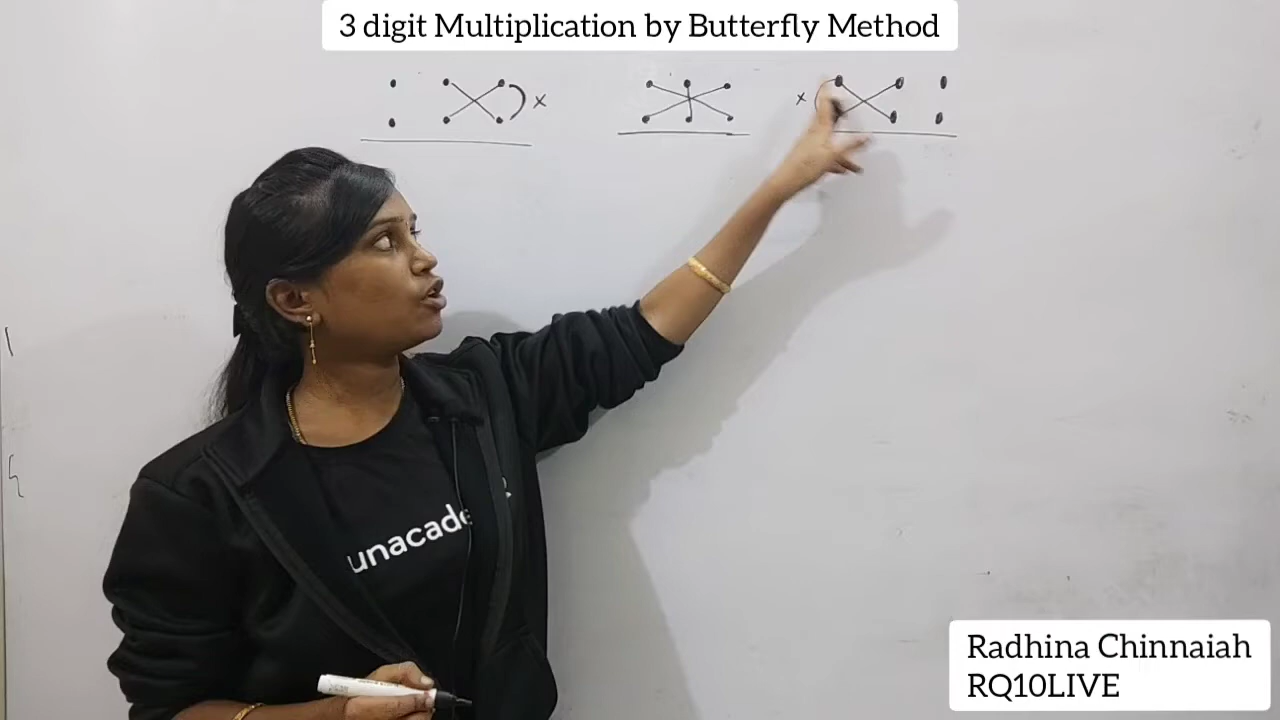 3 digit Multiplication by Butterfly Method
x
x
unacade
Radhina Chinnaiah
RQ10LIVE